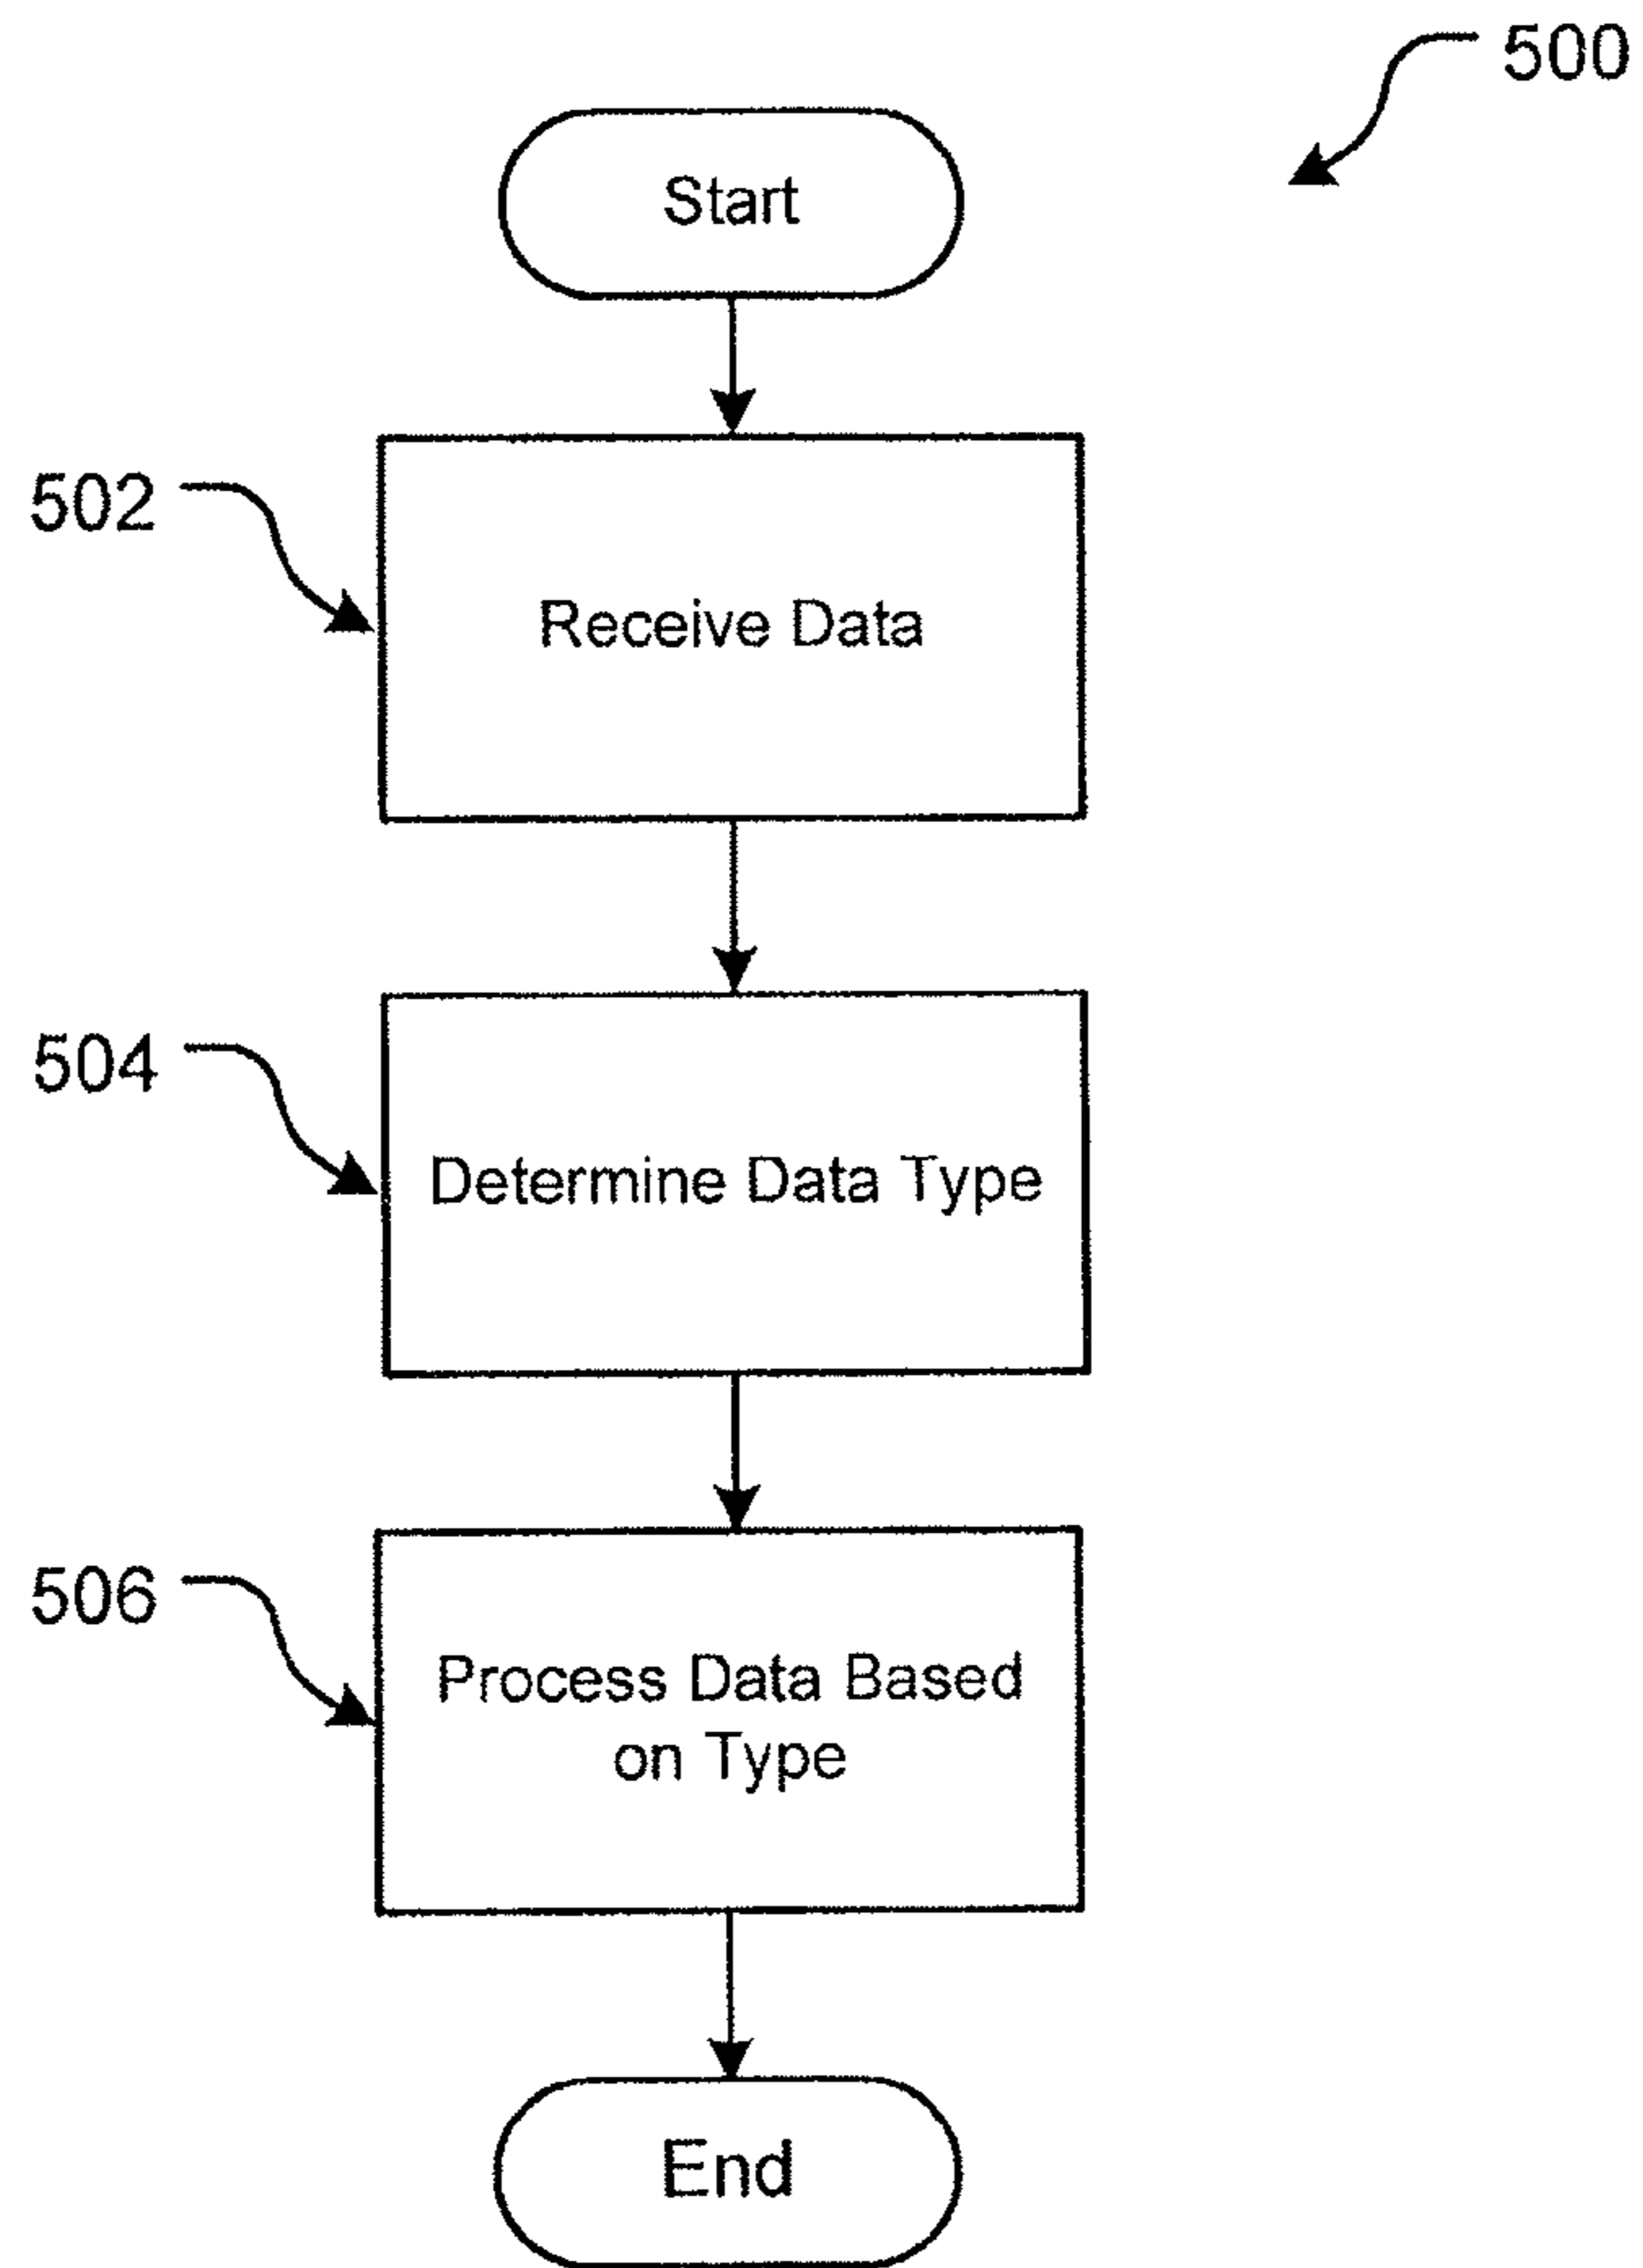 500
Start
502
Receive Data
504
Determine Data Type
506
Process Data Based
on Type
End